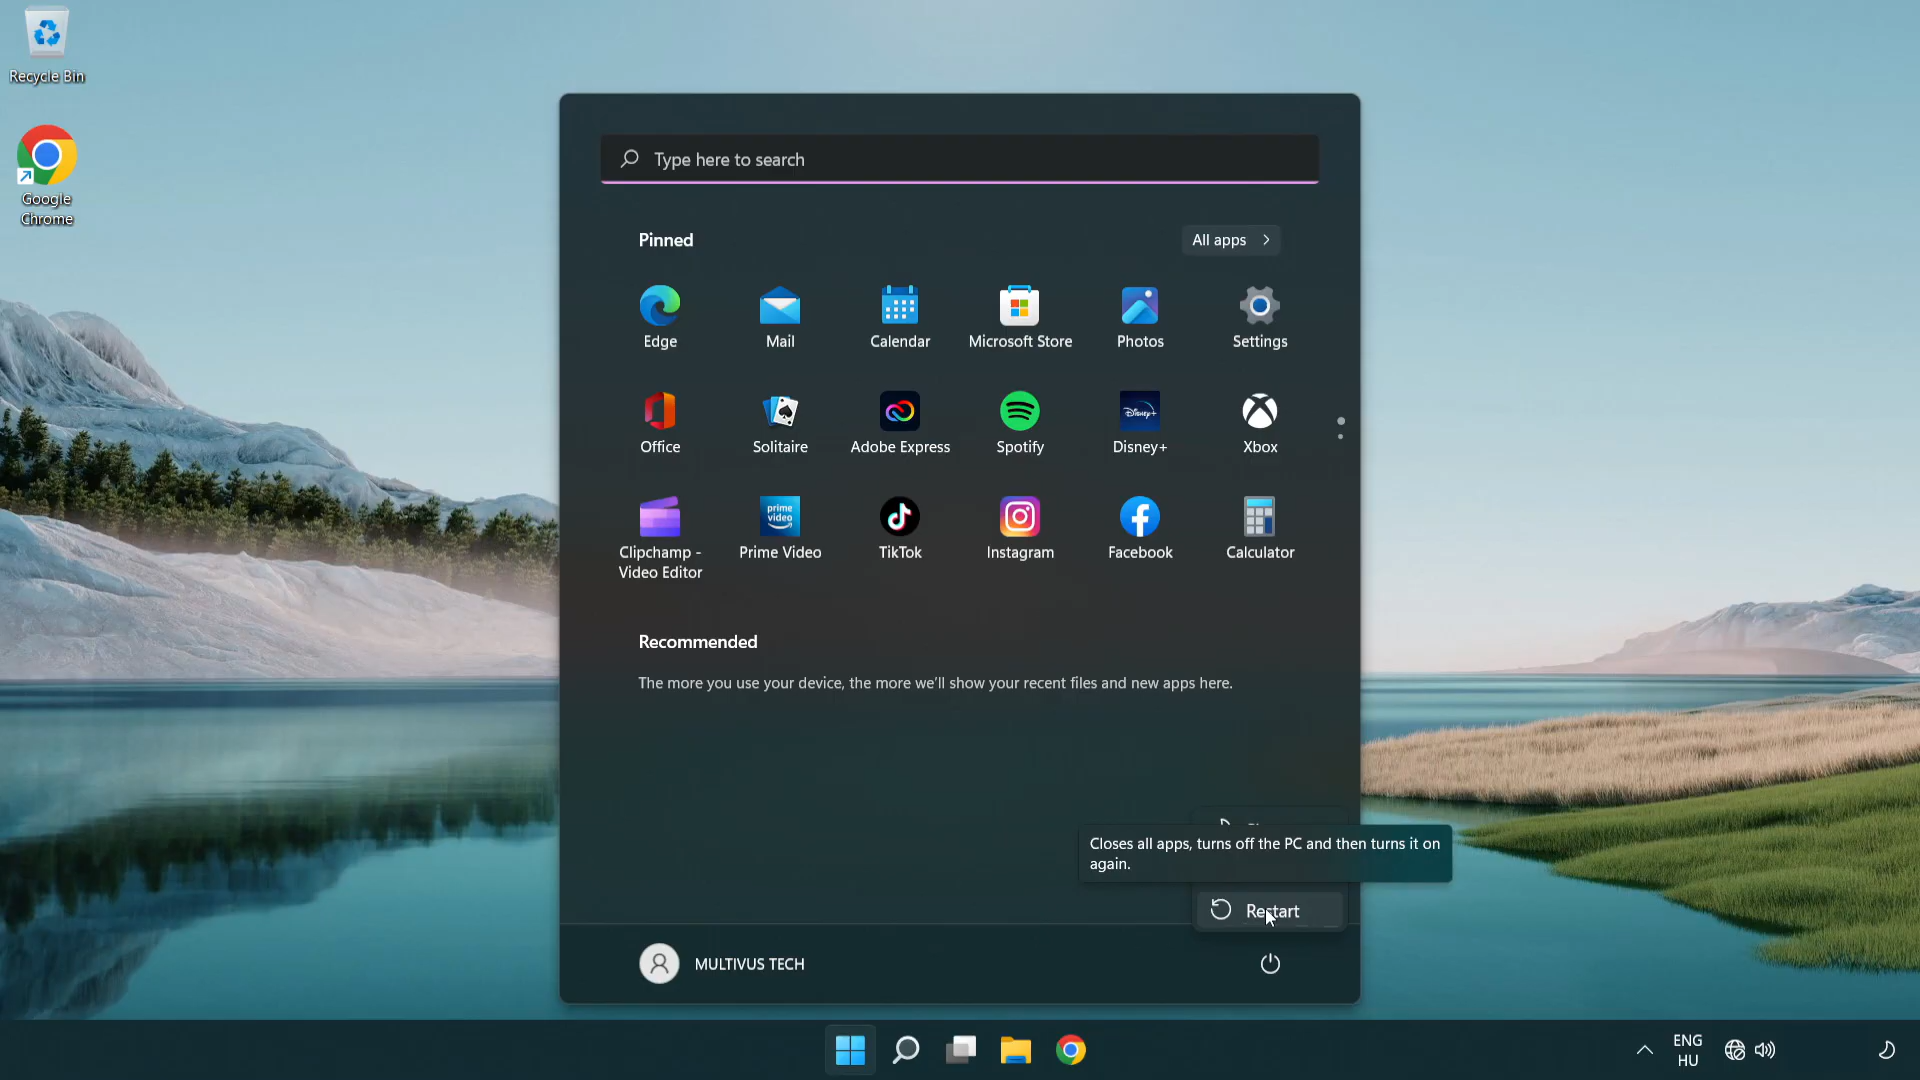 Recycle Bin
Google
Chrome
Type here to search
Pinned
All apps
Edge
Mail
Calendar
Microsoft Store
Photos
Settings
Office
Solitaire
Adobe Express
Spotify
Disney+
Disney+
Xbox
prime
video
Clipchamp -
Video Editor
Prime Video
TikTok
Instagram
Facebook
Calculator
Recommended
The more you use your device, the more we'll show your recent files and new apps here.
Closes all apps, turns off the PC and then turns it on
again.
Restart
MULTIVUS TECH
ENG
HU